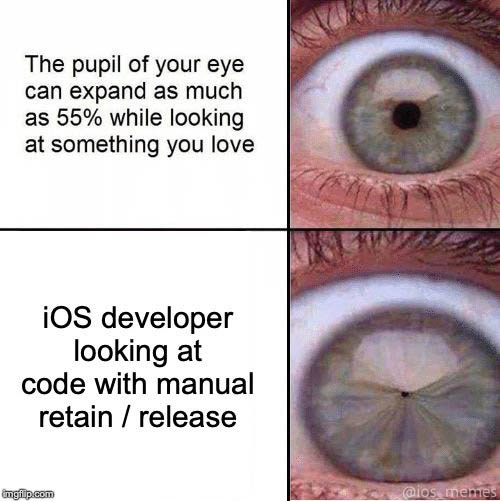 The pupil of your eye
can expand as much
as 55% while looking
at something you love
iOS developer
looking at
code with manual
retain / release
imgflip.com
@ios_memes